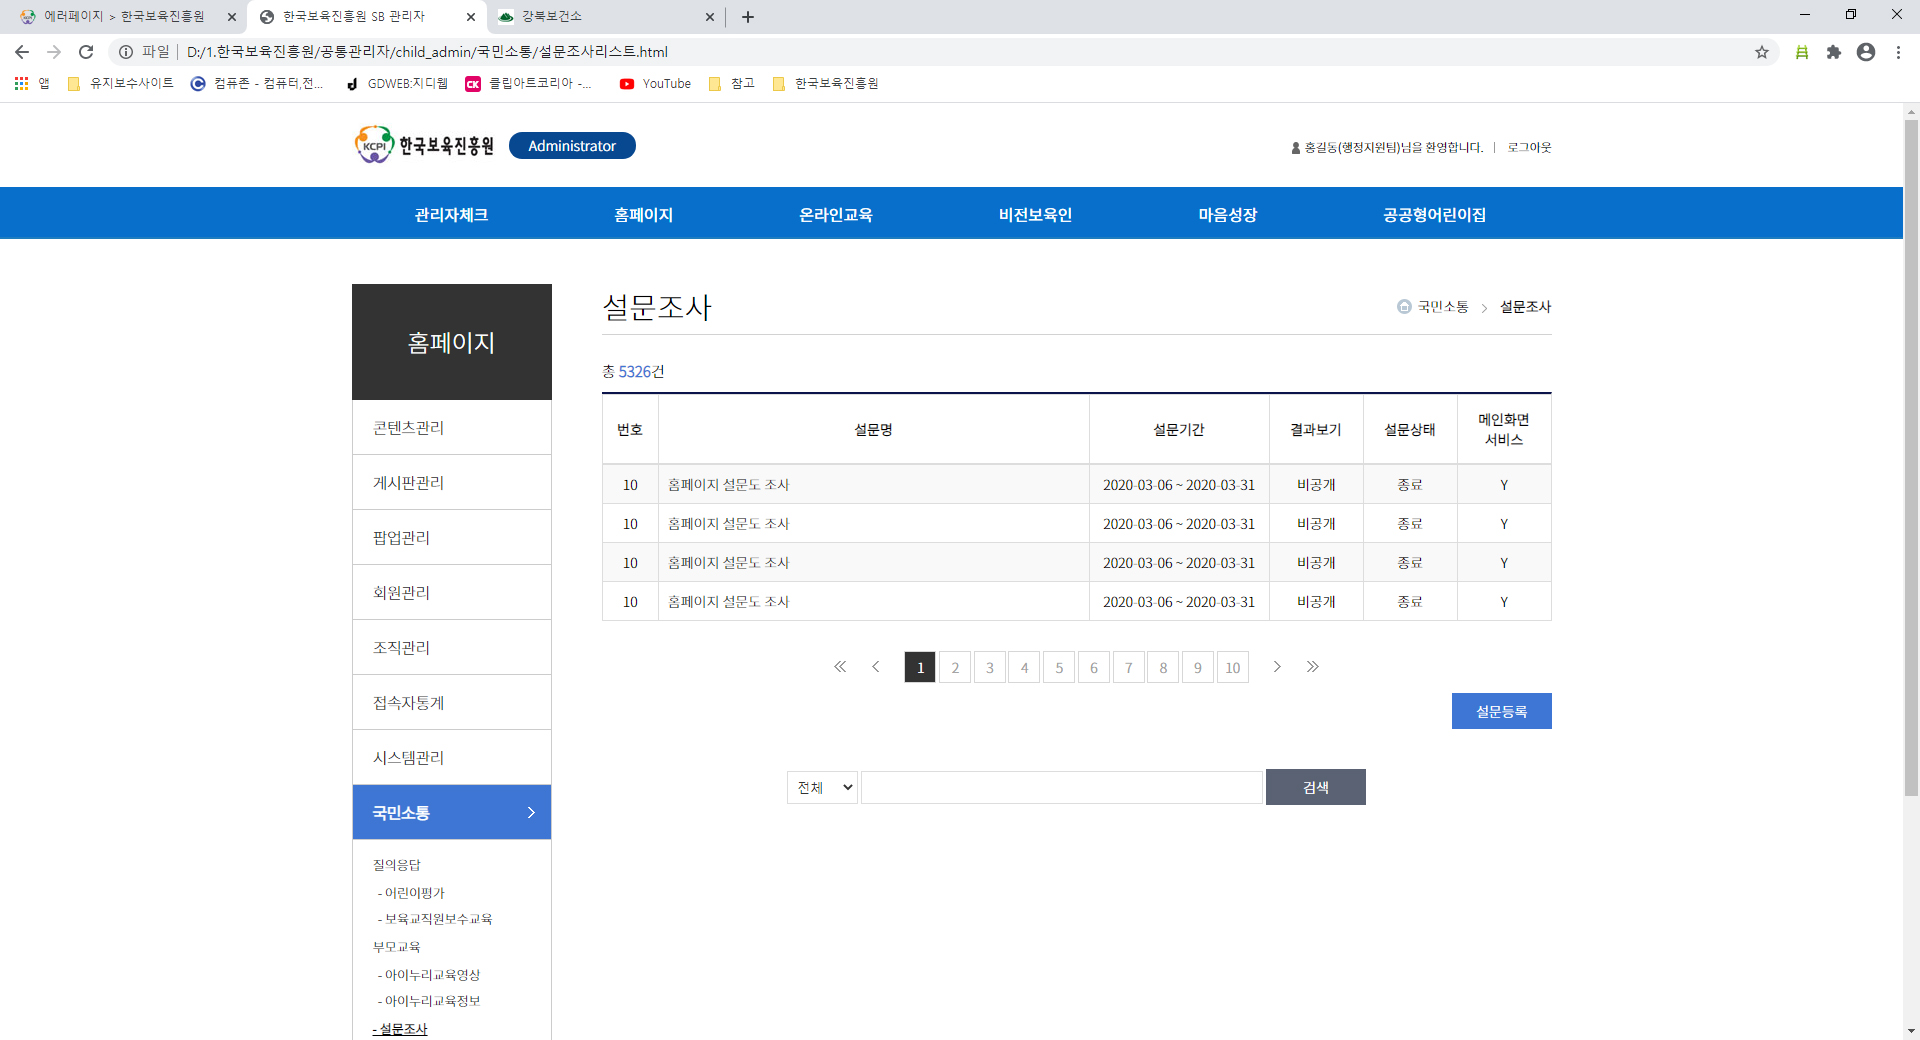 에러페이지 > 한국보육진흥원
한국보육진흥원 SB 관리자
강북보건소
파일 D:/1.한국보육진흥원/공통관리자/child_admin/국민소통/설문조사리스트.html
앱 유지보수사이트 컴퓨존 - 컴퓨터,전... GDWEB:지디웹 CK 클립아트코리아 -... YouTube 참고 한국보육진흥원
KCPI 한국보육진흥원 Administrator
홍길동(행정지원팀)님을 환영합니다. | 로그아웃
관리자체크 홈페이지 온라인교육 비전보육인 마음성장 공공형어린이집
홈페이지
콘텐츠관리
게시판관리
팝업관리
회원관리
조직관리
접속자통계
시스템관리
국민소통
질의응답
- 어린이평가
- 보육교직원보수교육
부모교육
- 아이누리교육영상
- 아이누리교육정보
- 설문조사
설문조사
국민소통 > 설문조사
총 5326건
번호 설문명 설문기간 결과보기 설문상태 메인화면
서비스
10 홈페이지 설문도 조사 2020-03-06 ~ 2020-03-31 비공개 종료 Y
10 홈페이지 설문도 조사 2020-03-06 ~ 2020-03-31 비공개 종료 Y
10 홈페이지 설문도 조사 2020-03-06 ~ 2020-03-31 비공개 종료 Y
10 홈페이지 설문도 조사 2020-03-06 ~ 2020-03-31 비공개 종료 Y
1 2 3 4 5 6 7 8 9 10
설문등록
전체 검색